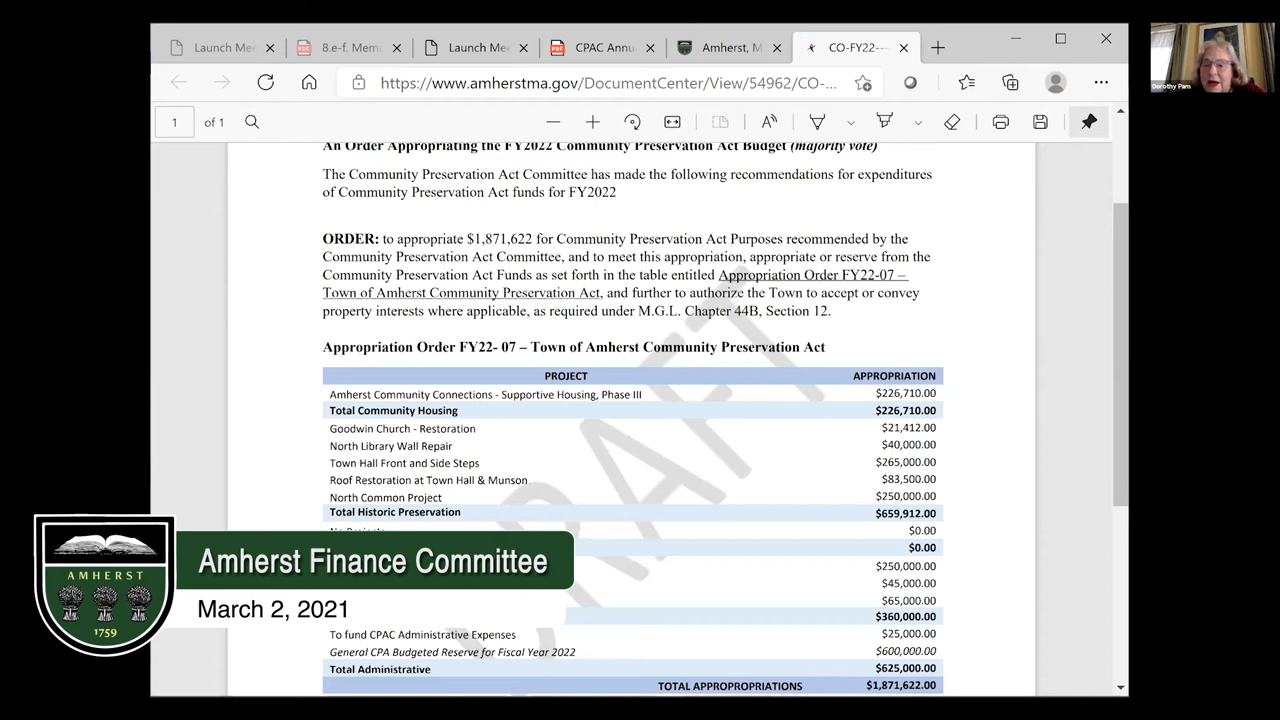 Launch Mee
8.e-f. Memo
Launch Mee
CPAC Annu
Amherst, M
CO-FY22---
https://www.amherstma.gov/DocumentCenter/View/54962/CO-...
Dorothy Pam
1 of 1
An Order Appropriating the FY2022 Community Preservation Act Budget (majority vote)
The Community Preservation Act Committee has made the following recommendations for expenditures
of Community Preservation Act funds for FY2022
ORDER: to appropriate $1,871,622 for Community Preservation Act Purposes recommended by the
Community Preservation Act Committee, and to meet this appropriation, appropriate or reserve from the
Community Preservation Act Funds as set forth in the table entitled Appropriation Order FY22-07 –
Town of Amherst Community Preservation Act, and further to authorize the Town to accept or convey
property interests where applicable, as required under M.G.L. Chapter 44B, Section 12.
Appropriation Order FY22- 07 – Town of Amherst Community Preservation Act
PROJECT APPROPRIATION
Amherst Community Connections - Supportive Housing, Phase III $226,710.00
Total Community Housing $226,710.00
Goodwin Church - Restoration $21,412.00
North Library Wall Repair $40,000.00
Town Hall Front and Side Steps $265,000.00
Roof Restoration at Town Hall & Munson $83,500.00
North Common Project $250,000.00
Total Historic Preservation $659,912.00
$0.00
$0.00
$250,000.00
$45,000.00
$65,000.00
$360,000.00
To fund CPAC Administrative Expenses $25,000.00
General CPA Budgeted Reserve for Fiscal Year 2022 $600,000.00
Total Administrative $625,000.00
TOTAL APPROPROPRIATIONS $1,871,622.00
DRAFT
AMHERST
1759
Amherst Finance Committee
March 2, 2021